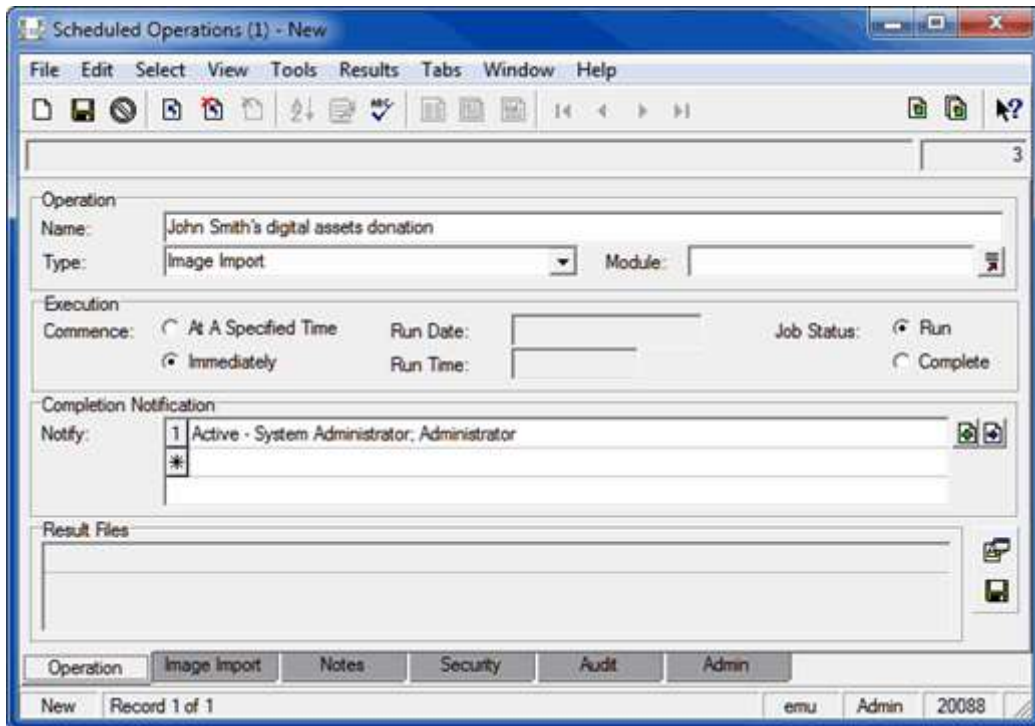 Scheduled Operations (1) - New
File Edit Select View Tools Results Tabs Window Help
3
Operation
Name: John Smith's digital assets donation
Type: Image Import Module:
Execution
Commence: At A Specified Time Run Date: Job Status: Run
Immediately Run Time: Complete
Completion Notification
Notify: 1 Active - System Administrator; Administrator
Result Files
Operation Image Import Notes Security Audit Admin
New Record 1 of 1 emu Admin 20088